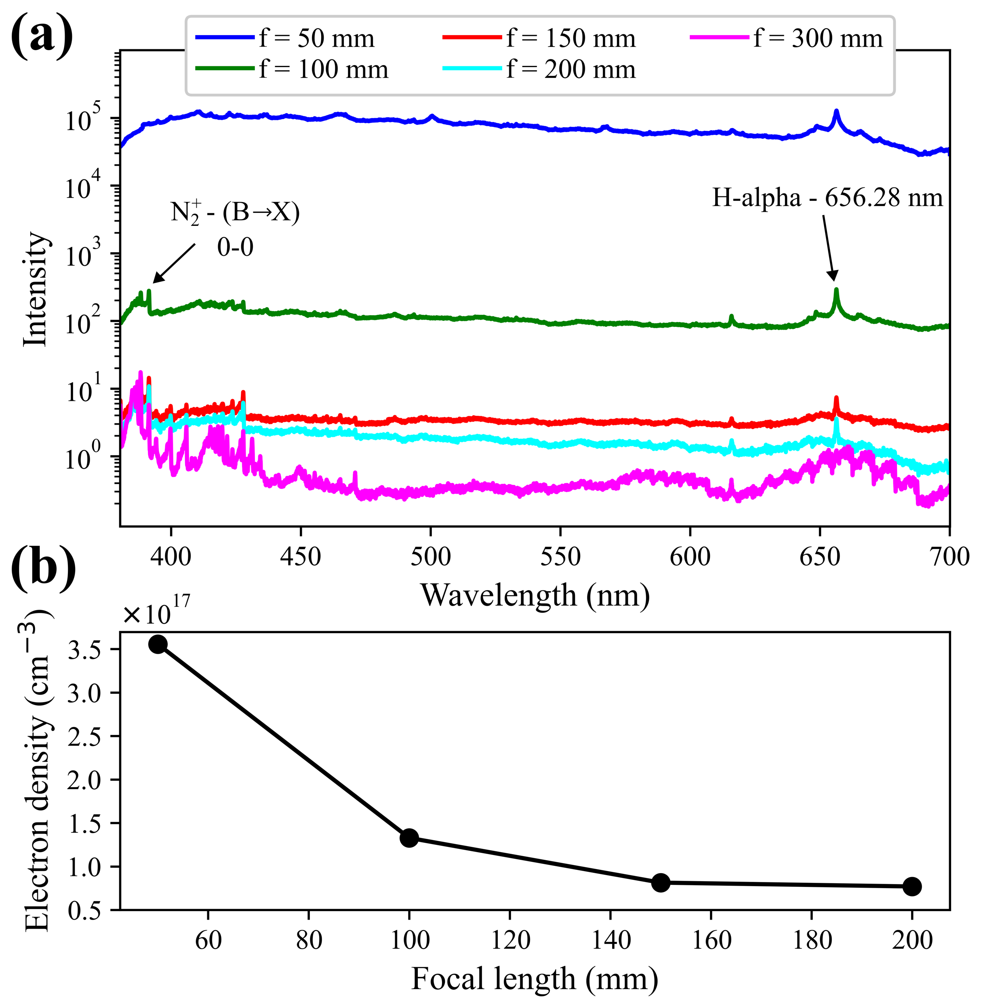 (a)
f = 50 mm
f = 150 mm
f = 300 mm
f = 100 mm
f = 200 mm
10⁵
10⁴
10³
10²
10¹
10⁰
Intensity
N₂⁺ - (B→X)
0-0
H-alpha - 656.28 nm
400 450 500 550 600 650 700
Wavelength (nm)
(b)
×10¹⁷
3.5
3.0
2.5
2.0
1.5
1.0
0.5
Electron density (cm⁻³)
60 80 100 120 140 160 180 200
Focal length (mm)